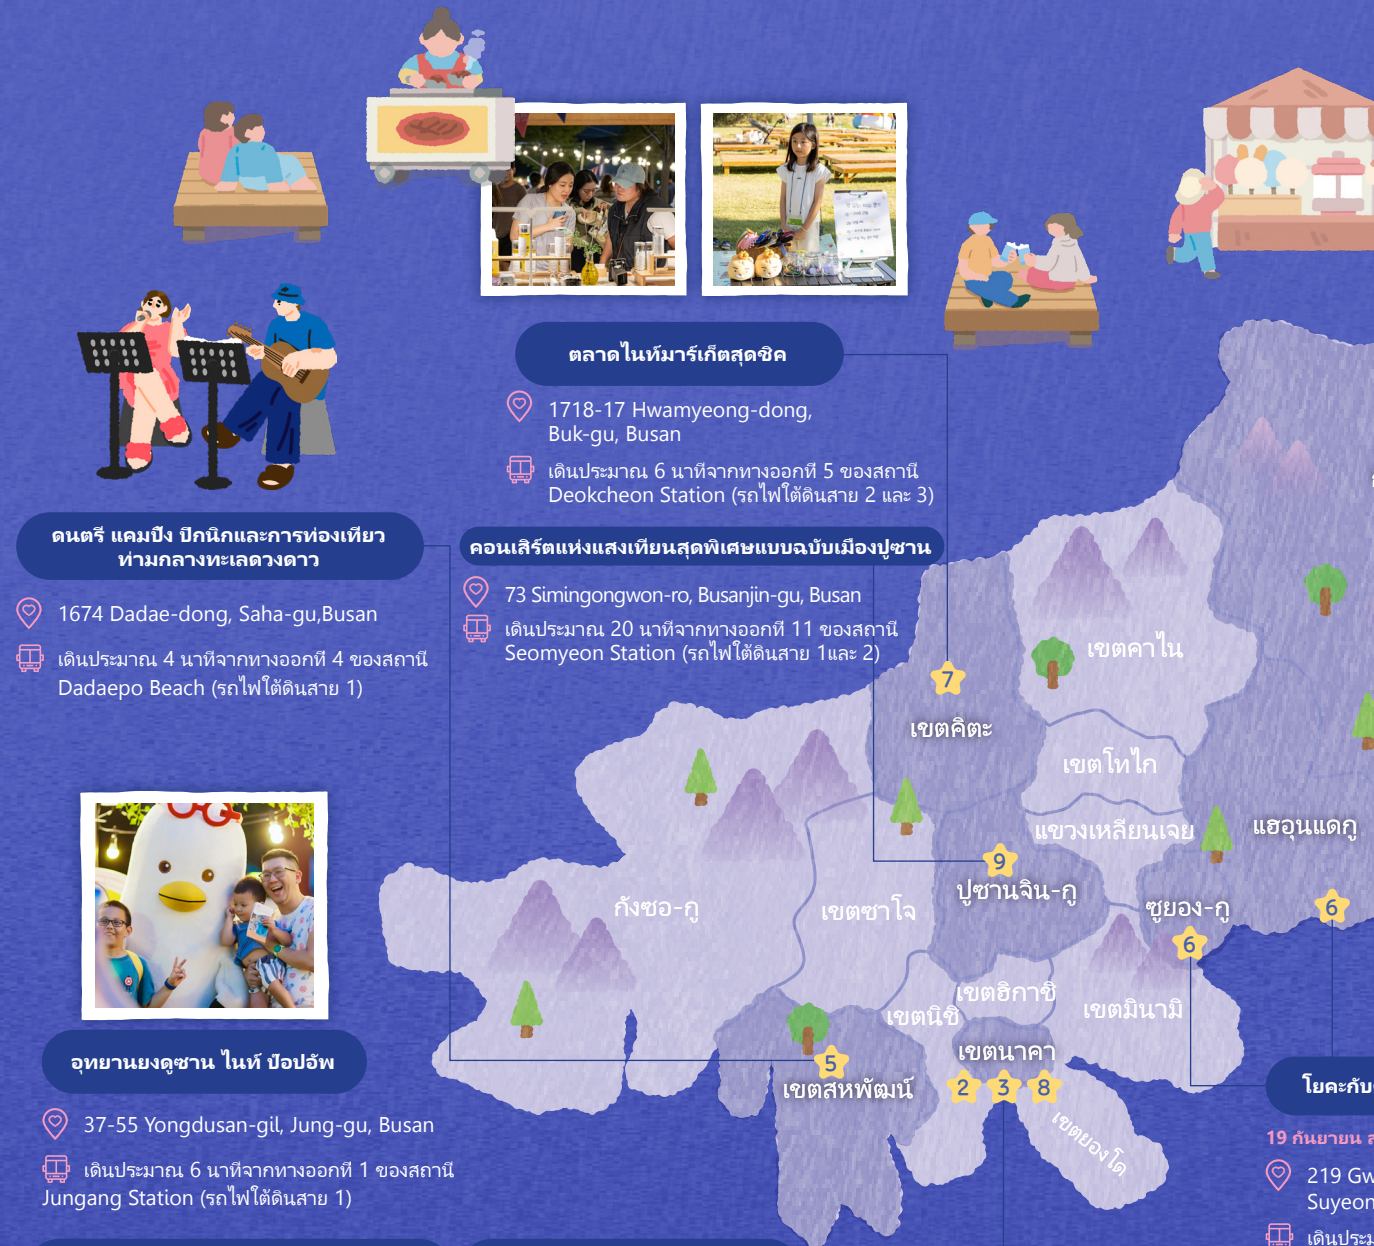 ตลาดไนท์มาร์เก็ตสุดชิค
1718-17 Hwamyeong-dong,
Buk-gu, Busan
เดินประมาณ 6 นาทีจากทางออกที่ 5 ของสถานี
Deokcheon Station (รถไฟใต้ดินสาย 2 และ 3)
ดนตรี แคมปิ้ง ปิกนิกและการท่องเที่ยว
ท่ามกลางทะเลดวงดาว
1674 Dadae-dong, Saha-gu,Busan
เดินประมาณ 4 นาทีจากทางออกที่ 4 ของสถานี
Dadaepo Beach (รถไฟใต้ดินสาย 1)
คอนเสิร์ตแห่งแสงเทียนสุดพิเศษแบบฉบับเมืองปูซาน
73 Simingongwon-ro, Busanjin-gu, Busan
เดินประมาณ 20 นาทีจากทางออกที่ 11 ของสถานี
Seomyeon Station (รถไฟใต้ดินสาย 1และ 2)
เขตคาไน
7
เขตคิตะ
เขตโทไก
แขวงเหลียนเจย
แฮอุนแดกู
9
ปูซานจิน-กู
กังซอ-กู
เขตซาโจ
ซูยอง-กู
6
6
เขตฮิกาชิ
เขตนิชิ
เขตมินามิ
เขตนาคา
5
เขตสหพัฒน์
2 3 8
เขตยองโด
อุทยานยงดูซาน ไนท์ ป๊อปอัพ
37-55 Yongdusan-gil, Jung-gu, Busan
เดินประมาณ 6 นาทีจากทางออกที่ 1 ของสถานี
Jungang Station (รถไฟใต้ดินสาย 1)
โยคะกับ
19 กันยายน
219